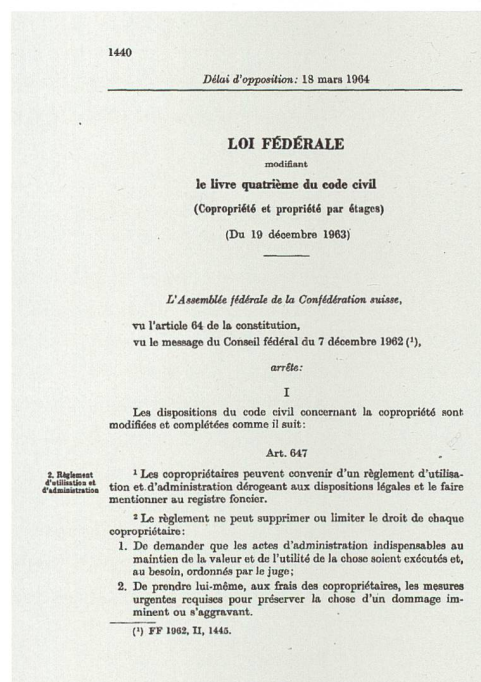 1440
Délai d'opposition: 18 mars 1964
LOI FÉDÉRALE
modifiant
le livre quatrième du code civil
(Copropriété et propriété par étages)
(Du 19 décembre 1963)
L'Assemblée fédérale de la Confédération suisse,
vu l'article 64 de la constitution,
vu le message du Conseil fédéral du 7 décembre 1962 (¹),
arrête:
I
Les dispositions du code civil concernant la copropriété sont
modifiées et complétées comme il suit:
Art. 647
2. Règlement
d'utilisation et
d'administration
¹ Les copropriétaires peuvent convenir d'un règlement d'utilisa-
tion et d'administration dérogeant aux dispositions légales et le faire
mentionner au registre foncier.
² Le règlement ne peut supprimer ou limiter le droit de chaque
copropriétaire:
1. De demander que les actes d'administration indispensables au
maintien de la valeur et de l'utilité de la chose soient exécutés et,
au besoin, ordonnés par le juge;
2. De prendre lui-même, aux frais des copropriétaires, les mesures
urgentes requises pour préserver la chose d'un dommage im-
minent ou s'aggravant.
(¹) FF 1962, II, 1445.